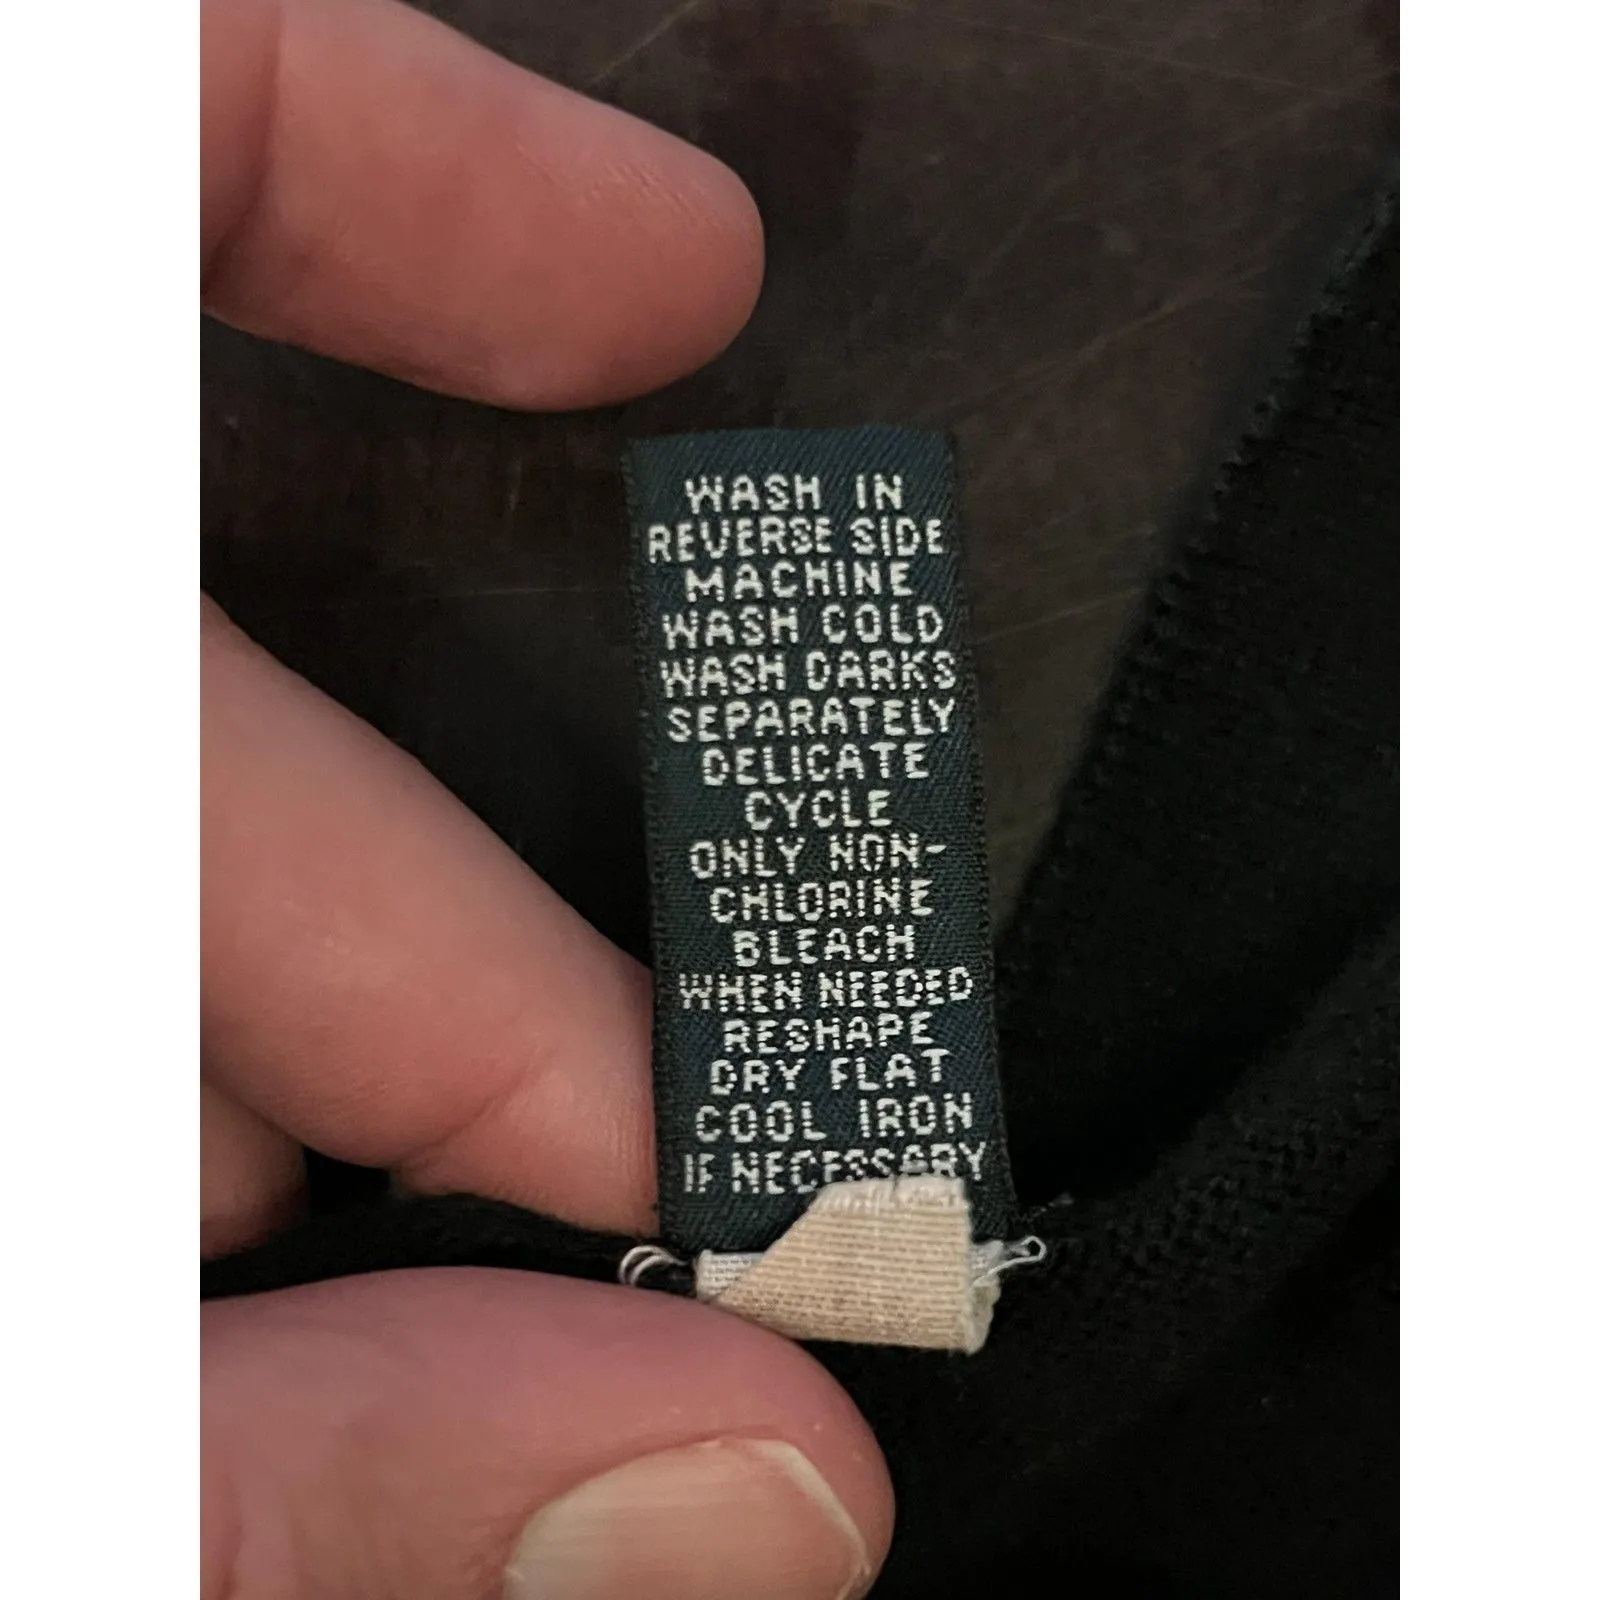 WASH IN
REVERSE SIDE
MACHINE
WASH COLD
WASH DARKS
SEPARATELY
DELICATE
CYCLE
ONLY NON-
CHLORINE
BLEACH
WHEN NEEDED
RESHAPE
DRY FLAT
COOL IRON
IF NECESSARY